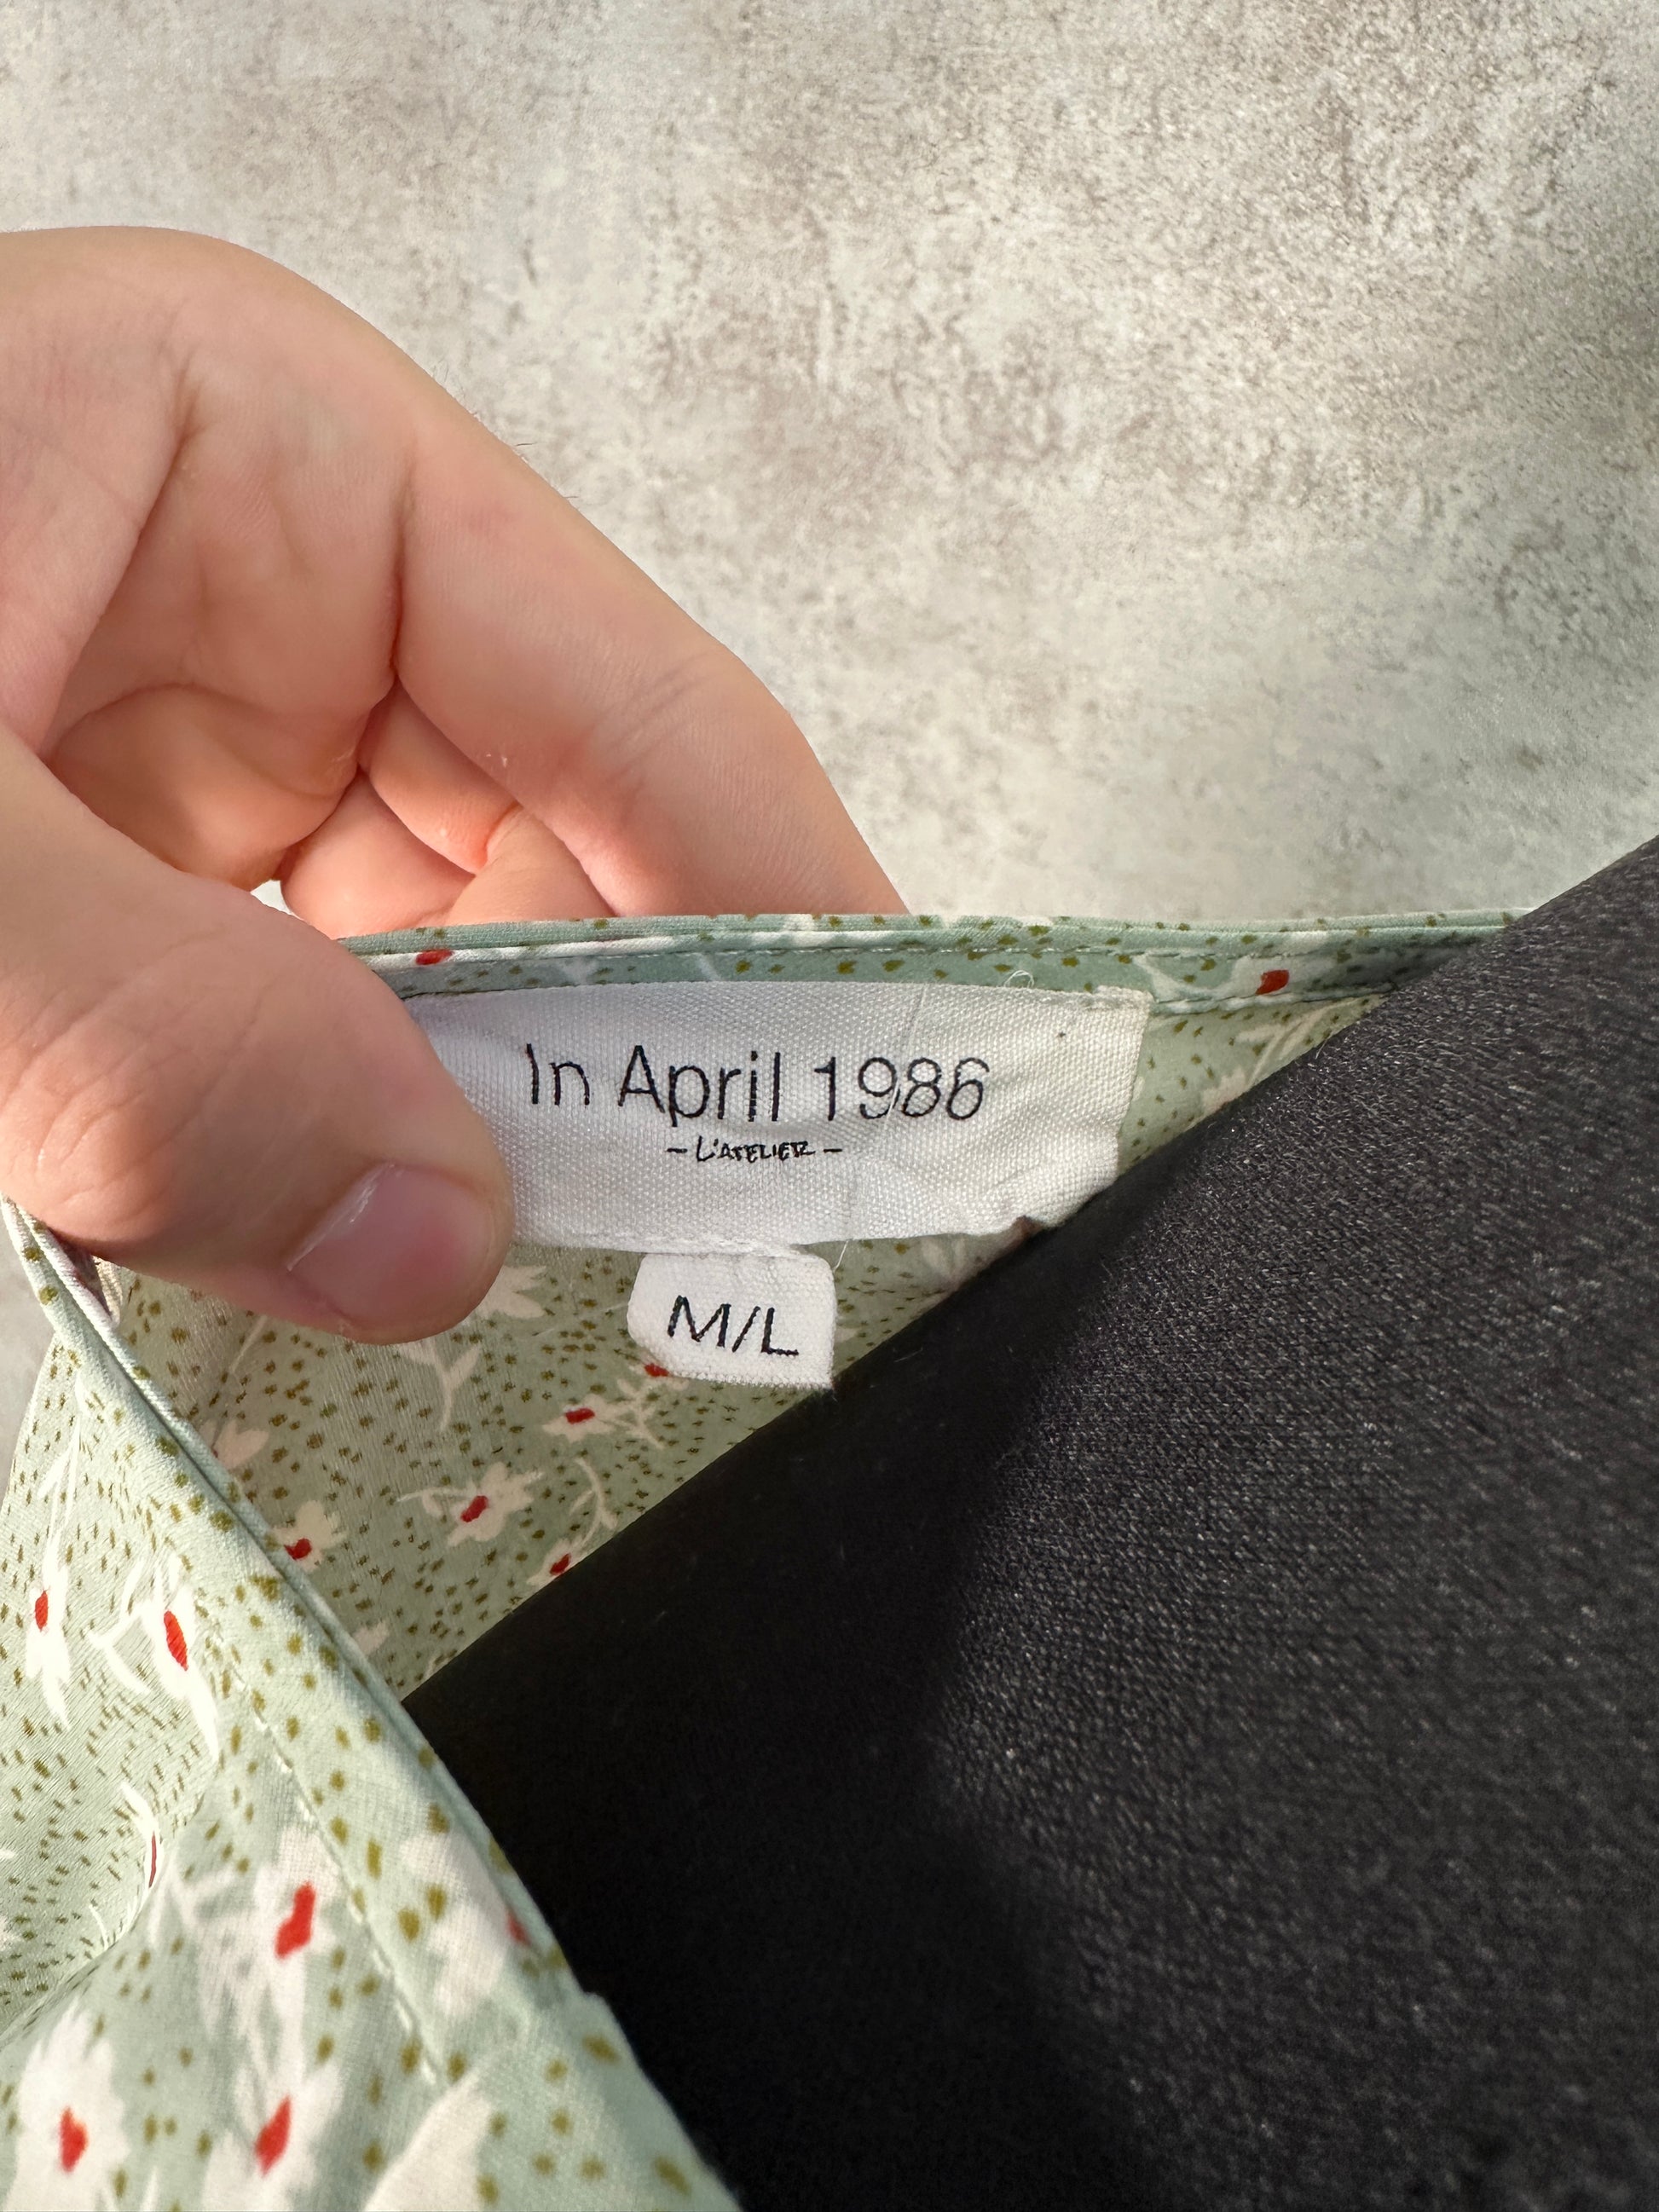 In April 1986
- L'ATELIER -
M/L